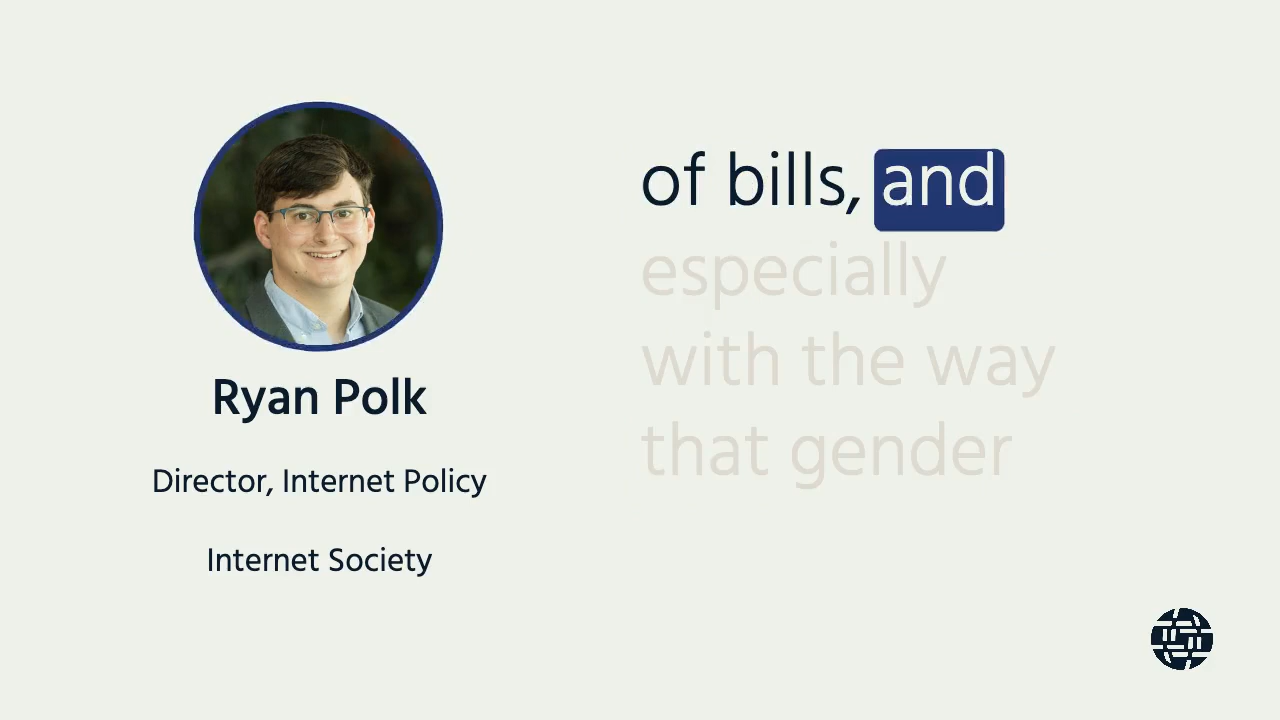 Ryan Polk
Director, Internet Policy
Internet Society
of bills, and
especially
with the way
that gender